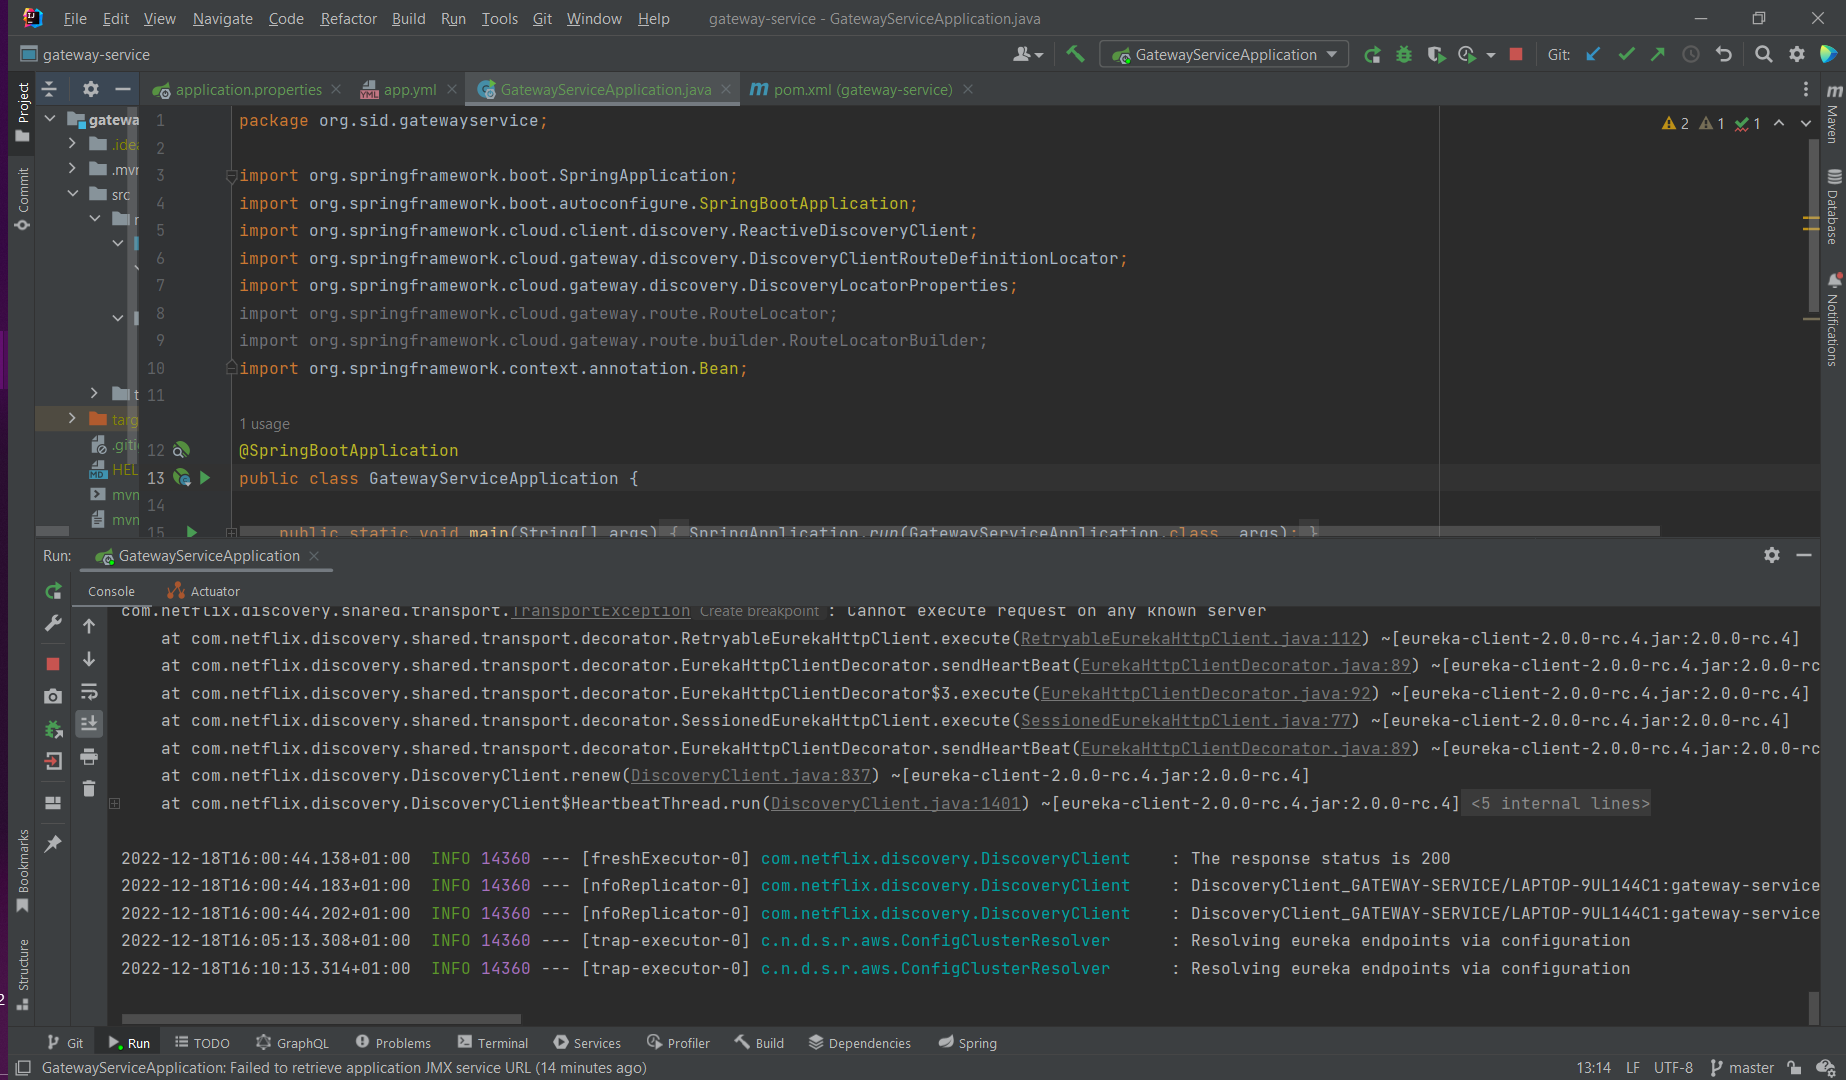 File Edit View Navigate Code Refactor Build Run Tools Git Window Help gateway-service - GatewayServiceApplication.java
gateway-service GatewayServiceApplication Git:
application.properties app.yml GatewayServiceApplication.java pom.xml (gateway-service)
Project
Commit
Bookmarks
Structure
Maven
Database
Notifications
gatewa
.idea
.mvn
src
targ
.giti
HEL
mvn
mvn
2 1 1
1 package org.sid.gatewayservice;
2
3 import org.springframework.boot.SpringApplication;
4 import org.springframework.boot.autoconfigure.SpringBootApplication;
5 import org.springframework.cloud.client.discovery.ReactiveDiscoveryClient;
6 import org.springframework.cloud.gateway.discovery.DiscoveryClientRouteDefinitionLocator;
7 import org.springframework.cloud.gateway.discovery.DiscoveryLocatorProperties;
8 import org.springframework.cloud.gateway.route.RouteLocator;
9 import org.springframework.cloud.gateway.route.builder.RouteLocatorBuilder;
10 import org.springframework.context.annotation.Bean;
11
1 usage
12 @SpringBootApplication
13 public class GatewayServiceApplication {
14
15 public static void main(String[] args) { SpringApplication.run(GatewayServiceApplication.class, args); }
Run: GatewayServiceApplication
Console Actuator
com.netflix.discovery.shared.transport.TransportException Create breakpoint : Cannot execute request on any known server
at com.netflix.discovery.shared.transport.decorator.RetryableEurekaHttpClient.execute(RetryableEurekaHttpClient.java:112) ~[eureka-client-2.0.0-rc.4.jar:2.0.0-rc.4]
at com.netflix.discovery.shared.transport.decorator.EurekaHttpClientDecorator.sendHeartBeat(EurekaHttpClientDecorator.java:89) ~[eureka-client-2.0.0-rc.4.jar:2.0.0-rc
at com.netflix.discovery.shared.transport.decorator.EurekaHttpClientDecorator$3.execute(EurekaHttpClientDecorator.java:92) ~[eureka-client-2.0.0-rc.4.jar:2.0.0-rc.4]
at com.netflix.discovery.shared.transport.decorator.SessionedEurekaHttpClient.execute(SessionedEurekaHttpClient.java:77) ~[eureka-client-2.0.0-rc.4.jar:2.0.0-rc.4]
at com.netflix.discovery.shared.transport.decorator.EurekaHttpClientDecorator.sendHeartBeat(EurekaHttpClientDecorator.java:89) ~[eureka-client-2.0.0-rc.4.jar:2.0.0-rc
at com.netflix.discovery.DiscoveryClient.renew(DiscoveryClient.java:837) ~[eureka-client-2.0.0-rc.4.jar:2.0.0-rc.4]
at com.netflix.discovery.DiscoveryClient$HeartbeatThread.run(DiscoveryClient.java:1401) ~[eureka-client-2.0.0-rc.4.jar:2.0.0-rc.4] <5 internal lines>
2022-12-18T16:00:44.138+01:00 INFO 14360 --- [freshExecutor-0] com.netflix.discovery.DiscoveryClient : The response status is 200
2022-12-18T16:00:44.183+01:00 INFO 14360 --- [nfoReplicator-0] com.netflix.discovery.DiscoveryClient : DiscoveryClient_GATEWAY-SERVICE/LAPTOP-9UL144C1:gateway-service
2022-12-18T16:00:44.202+01:00 INFO 14360 --- [nfoReplicator-0] com.netflix.discovery.DiscoveryClient : DiscoveryClient_GATEWAY-SERVICE/LAPTOP-9UL144C1:gateway-service
2022-12-18T16:05:13.308+01:00 INFO 14360 --- [trap-executor-0] c.n.d.s.r.aws.ConfigClusterResolver : Resolving eureka endpoints via configuration
2022-12-18T16:10:13.314+01:00 INFO 14360 --- [trap-executor-0] c.n.d.s.r.aws.ConfigClusterResolver : Resolving eureka endpoints via configuration
Git Run TODO GraphQL Problems Terminal Services Profiler Build Dependencies Spring
GatewayServiceApplication: Failed to retrieve application JMX service URL (14 minutes ago) 13:14 LF UTF-8 master